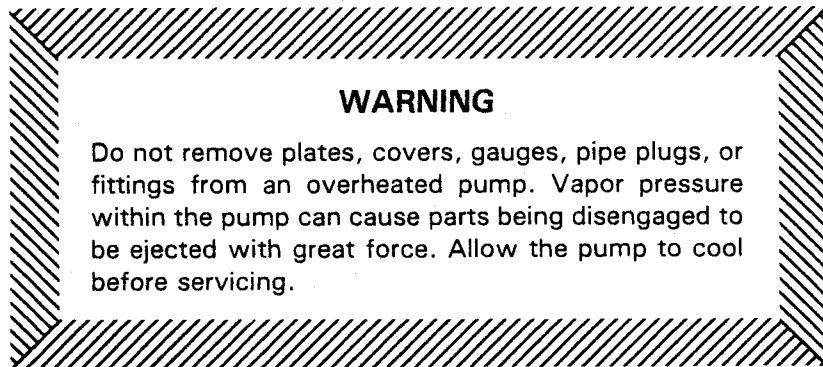 WARNING
Do not remove plates, covers, gauges, pipe plugs, or
fittings from an overheated pump. Vapor pressure
within the pump can cause parts being disengaged to
be ejected with great force. Allow the pump to cool
before servicing.